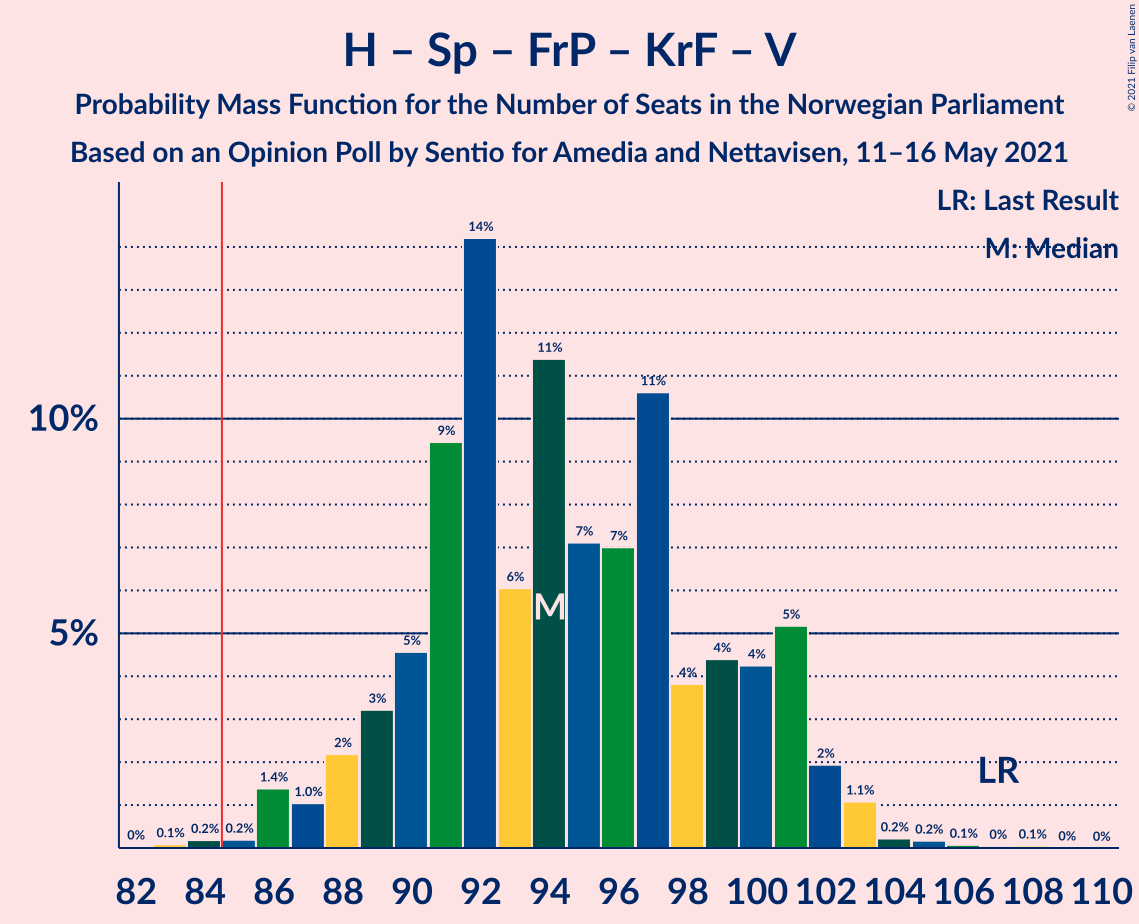 H – Sp – FrP – KrF – V
Probability Mass Function for the Number of Seats in the Norwegian Parliament
Based on an Opinion Poll by Sentio for Amedia and Nettavisen, 11–16 May 2021
© 2021 Filip van Laenen
LR: Last Result
M: Median
10%
5%
0% 0.1% 0.2% 0.2% 1.4% 1.0% 2% 3% 5% 9% 14% 6% 11% 7% 7% 11% 4% 4% 4% 5% 2% 1.1% 0.2% 0.2% 0.1% 0% 0.1% 0% 0%
M
LR
82 84 86 88 90 92 94 96 98 100 102 104 106 108 110